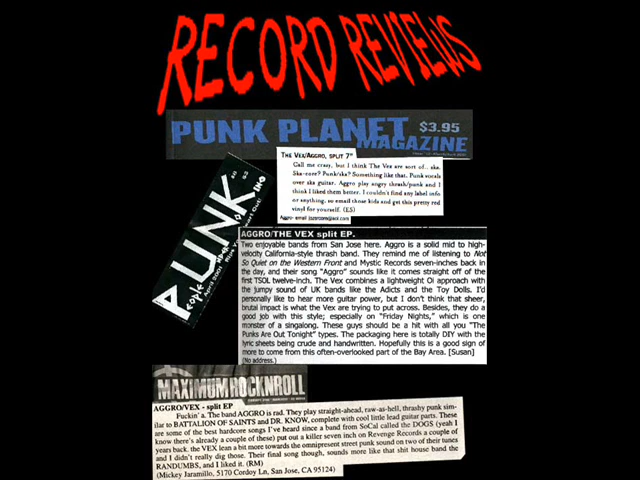 RECORD REVIEWS
PUNK PLANET $3.95
MAGAZINE
THE VEX/AGGRO, SPLIT 7"
Call me crazy, but I think The Vex are sort of.. ska.
Ska-core? Punk/ska? Something like that. Punk vocals
over ska guitar. Aggro play angry thrash/punk and I
think I liked them better. I couldn't find any label info
or anything, so email those kids and get this pretty red
vinyl for yourself. (ES)
Aggro- email
PUNK
April 2001
AGGRO/THE VEX split EP.
Two enjoyable bands from San Jose here. Aggro is a solid mid to high-
velocity California-style thrash band. They remind me of listening to Not
So Quiet on the Western Front and Mystic Records seven-inches back in
the day, and their song "Aggro" sounds like it comes straight off of the
first TSOL twelve-inch. The Vex combines a lightweight Oi approach with
the jumpy sound of UK bands like the Adicts and the Toy Dolls. I'd
personally like to hear more guitar power, but I don't think that sheer,
brutal impact is what the Vex are trying to put across. Besides, they do a
good job with this style; especially on "Friday Nights," which is one
monster of a singalong. These guys should be a hit with all you "The
Punks Are Out Tonight" types. The packaging here is totally DIY with the
lyric sheets being crude and handwritten. Hopefully this is a good sign of
more to come from this often-overlooked part of the Bay Area. [Susan]
(No address.)
MAXIMUMROCKNROLL
AGGRO/VEX - split EP
Fuckin' a. The band AGGRO is rad. They play straight-ahead, raw-as-hell, thrashy punk sim-
ilar to BATTALION OF SAINTS and DR. KNOW, complete with cool little lead guitar parts. These
are some of the best hardcore songs I've heard since a band from SoCal called the DOGS (yeah I
know there's already a couple of these) put out a killer seven inch on Revenge Records a couple of
years back. the VEX lean a bit more towards the omnipresent street punk sound on two of their tunes
and I didn't really dig those. Their final song though, sounds more like that shit house band the
RANDUMBS, and I liked it. (RM)
(Mickey Jaramillo, 5170 Cordoy Ln, San Jose, CA 95124)